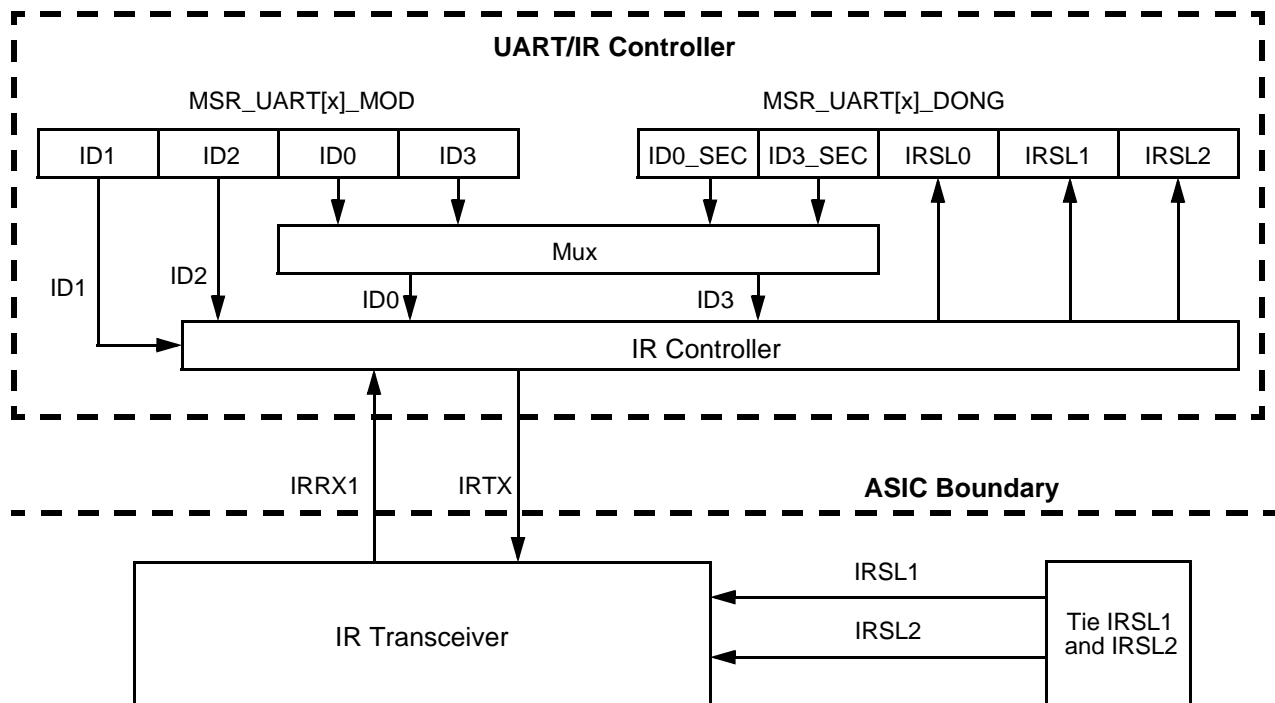 UART/IR Controller
MSR_UART[x]_MOD
MSR_UART[x]_DONG
ID1
ID2
ID0
ID3
ID0_SEC
ID3_SEC
IRSL0
IRSL1
IRSL2
Mux
ID1
ID2
ID0
ID3
IR Controller
IRRX1
IRTX
ASIC Boundary
IRSL1
IRSL2
IR Transceiver
Tie IRSL1
and IRSL2